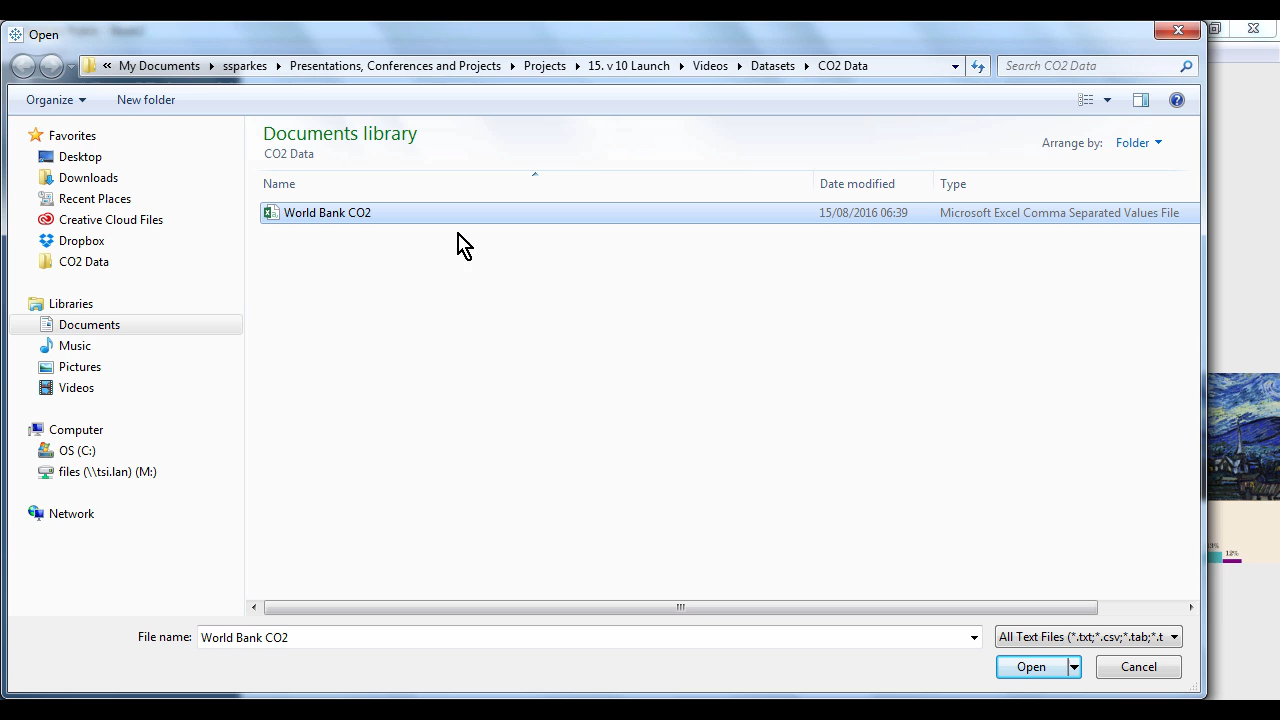 Open
« My Documents ssparkes Presentations, Conferences and Projects Projects 15. v 10 Launch Videos Datasets CO2 Data
Search CO2 Data
Organize
New folder
Favorites
Desktop
Downloads
Recent Places
Creative Cloud Files
Dropbox
CO2 Data
Libraries
Documents
Music
Pictures
Videos
Computer
OS (C:)
files (\\tsi.lan) (M:)
Network
Documents library
CO2 Data
Arrange by: Folder
Name
Date modified
Type
World Bank CO2
15/08/2016 06:39
Microsoft Excel Comma Separated Values File
File name:
World Bank CO2
All Text Files (*.txt;*.csv;*.tab;*.t
Open
Cancel
12%